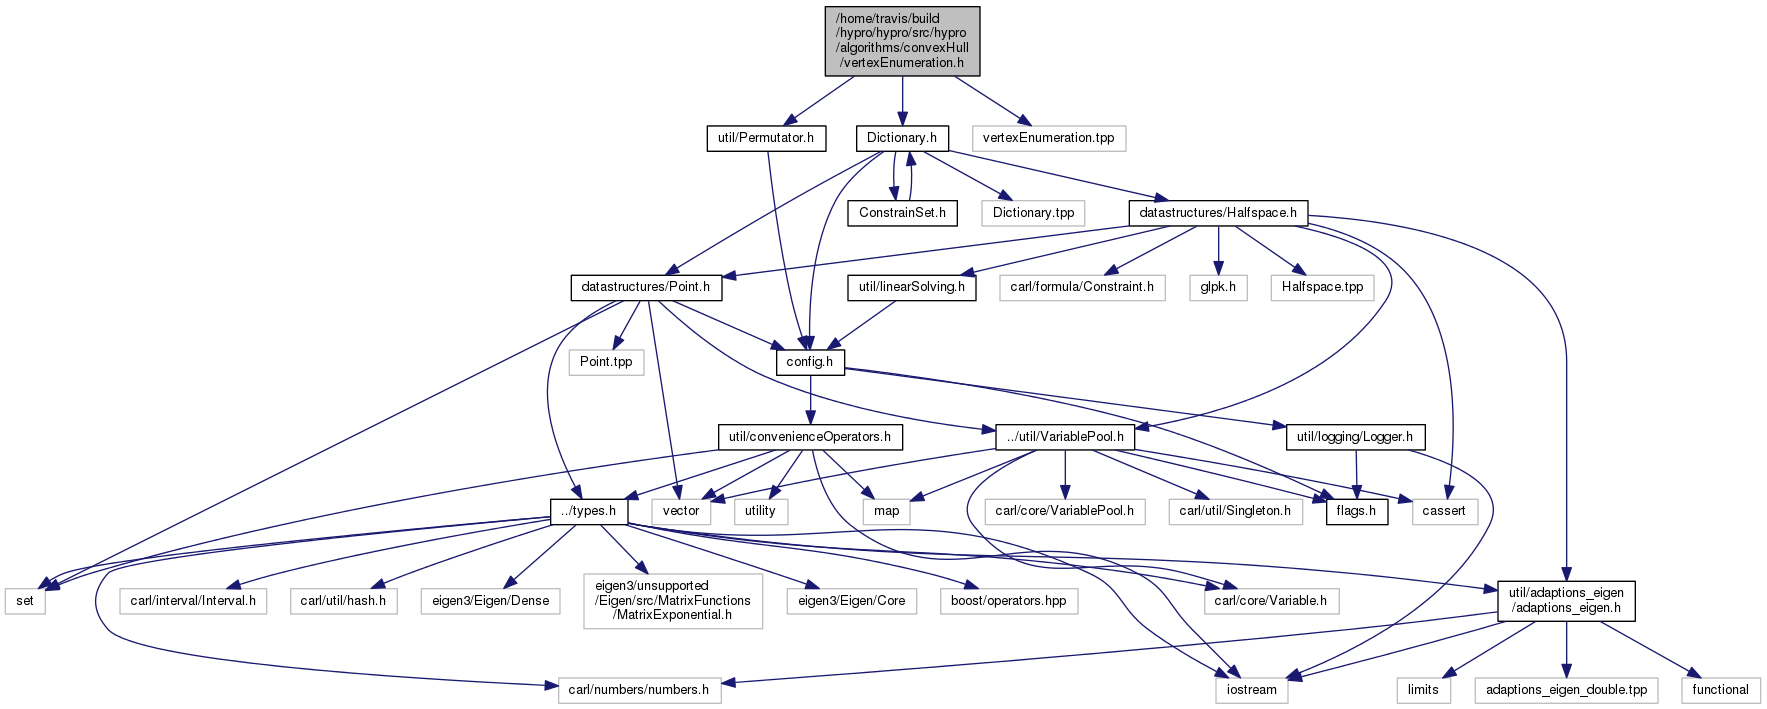 /home/travis/build
/hypro/hypro/src/hypro
/algorithms/convexHull
/vertexEnumeration.h
util/Permutator.h
Dictionary.h
vertexEnumeration.tpp
ConstrainSet.h
Dictionary.tpp
datastructures/Halfspace.h
datastructures/Point.h
util/linearSolving.h
carl/formula/Constraint.h
glpk.h
Halfspace.tpp
Point.tpp
config.h
util/convenienceOperators.h
../util/VariablePool.h
util/logging/Logger.h
../types.h
vector
utility
map
carl/core/VariablePool.h
carl/util/Singleton.h
flags.h
cassert
set
carl/interval/Interval.h
carl/util/hash.h
eigen3/Eigen/Dense
eigen3/unsupported
/Eigen/src/MatrixFunctions
/MatrixExponential.h
eigen3/Eigen/Core
boost/operators.hpp
carl/core/Variable.h
util/adaptions_eigen
/adaptions_eigen.h
carl/numbers/numbers.h
iostream
limits
adaptions_eigen_double.tpp
functional